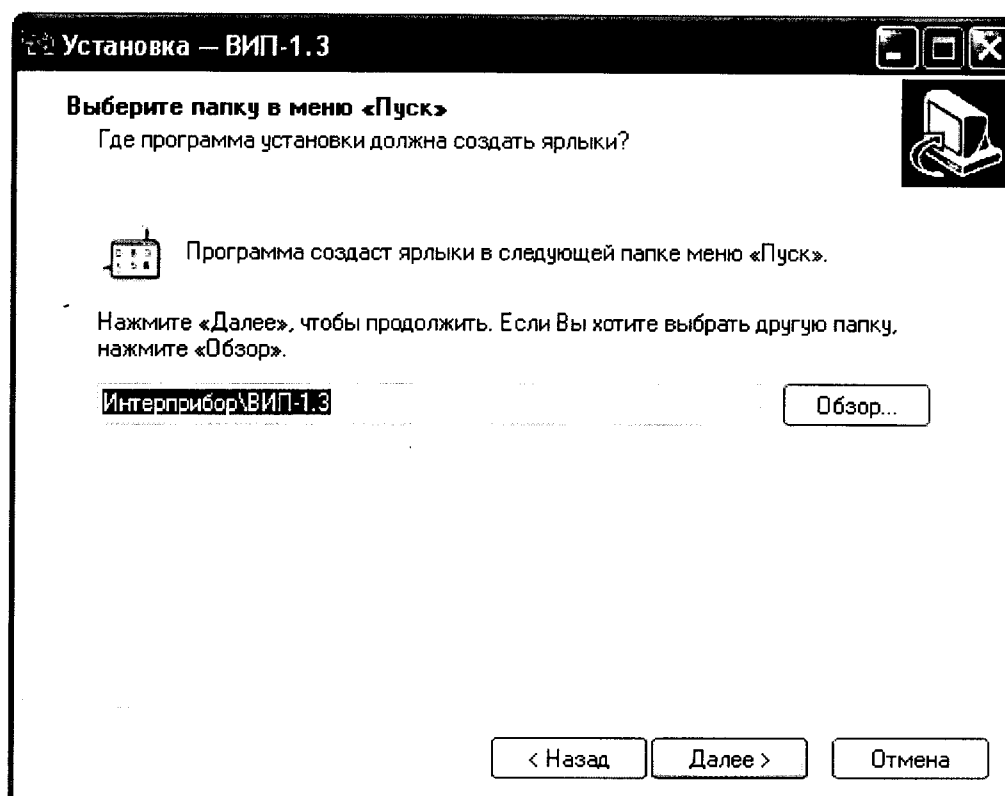 Установка — ВИП-1.3
Выберите папку в меню «Пуск»
Где программа установки должна создать ярлыки?
Программа создаст ярлыки в следующей папке меню «Пуск».
Нажмите «Далее», чтобы продолжить. Если Вы хотите выбрать другую папку,
нажмите «Обзор».
Интерприбор\ВИП-1.3
Обзор...
< Назад
Далее >
Отмена